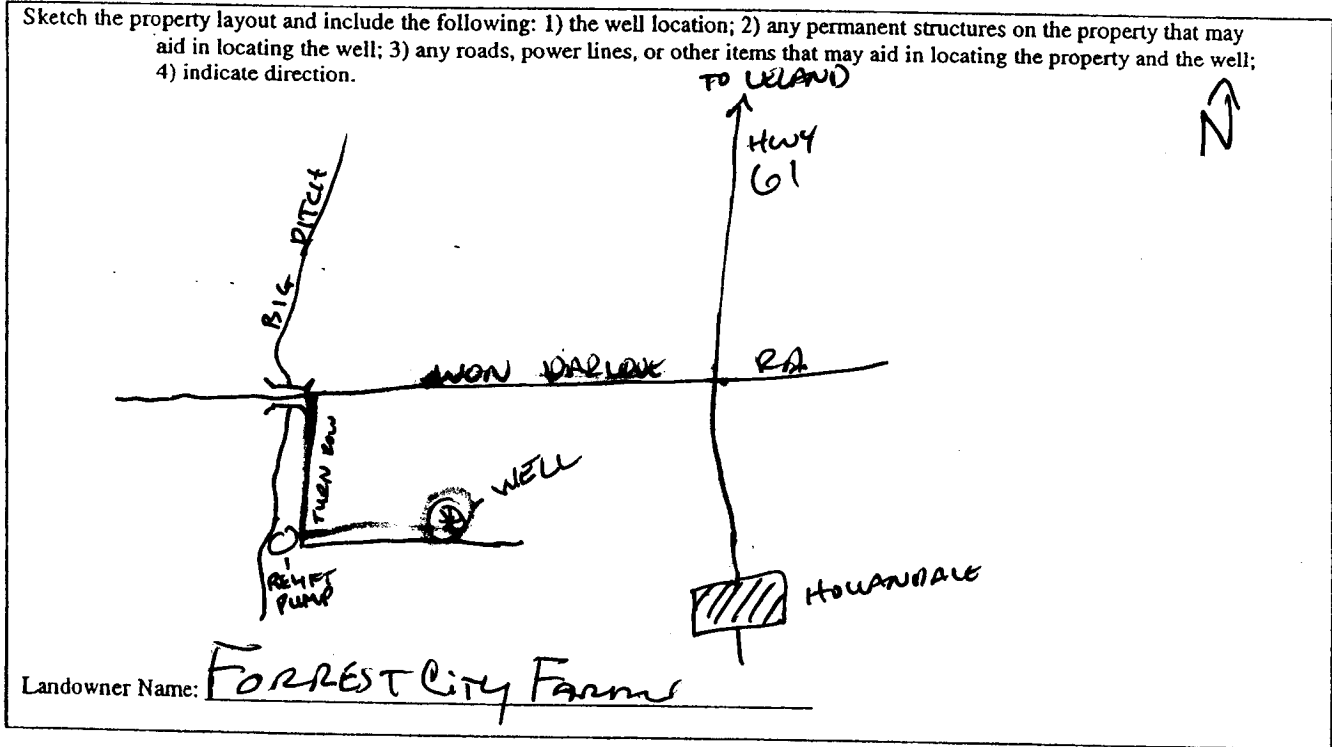 Sketch the property layout and include the following: 1) the well location; 2) any permanent structures on the property that may
aid in locating the well; 3) any roads, power lines, or other items that may aid in locating the property and the well;
4) indicate direction.
TO LELAND
N
HWY
61
BIG DITCH
RD
TURN ROW
WELL
RELIFT
PUMP
HOLLANDALE
Landowner Name: FORREST CITY FARMS